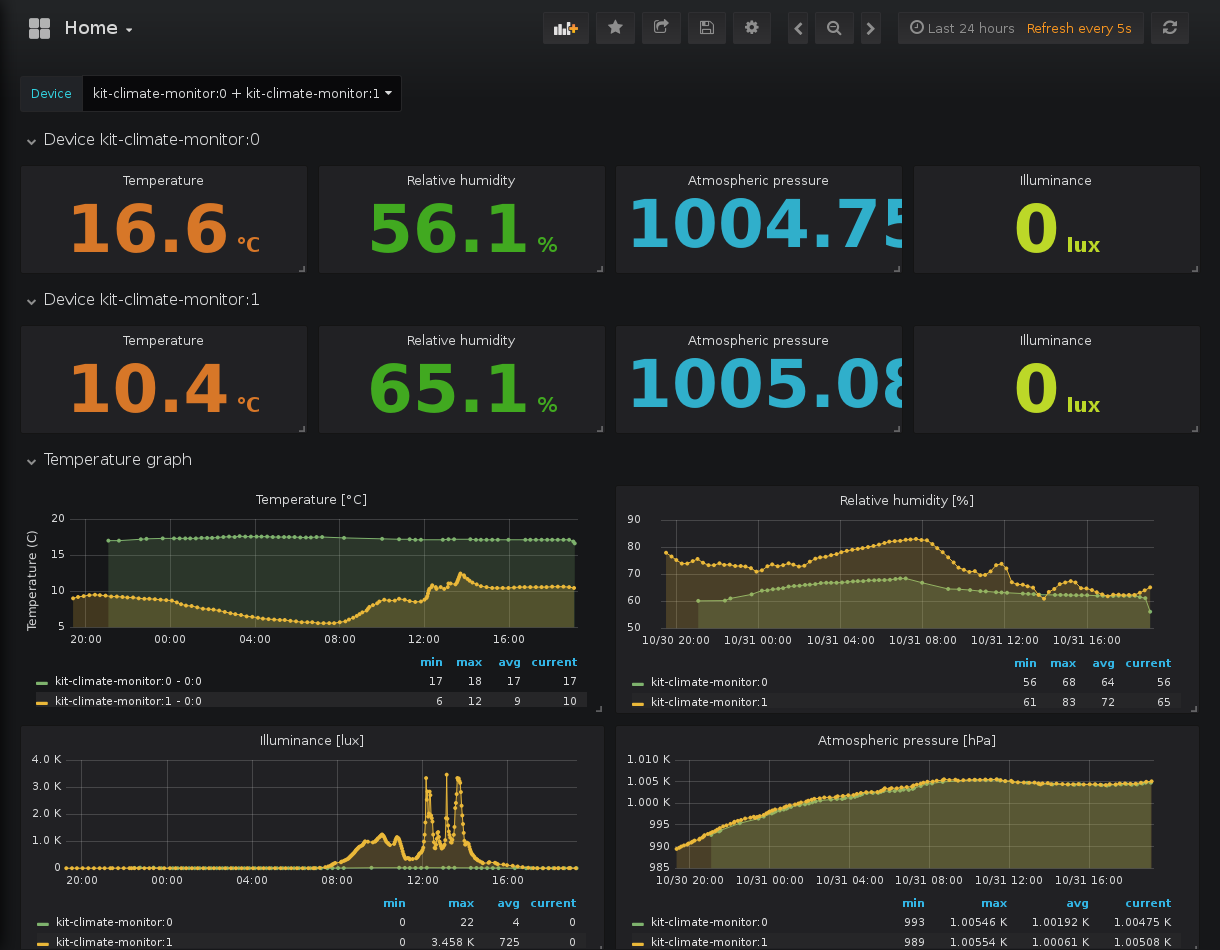 Home
Last 24 hours Refresh every 5s
Device kit-climate-monitor:0 + kit-climate-monitor:1
Device kit-climate-monitor:0
Temperature Relative humidity Atmospheric pressure Illuminance
16.6 °C 56.1 % 1004.75 0 lux
Device kit-climate-monitor:1
Temperature Relative humidity Atmospheric pressure Illuminance
10.4 °C 65.1 % 1005.08 0 lux
Temperature graph
Temperature [°C]
Temperature (C)
20
15
10
5
20:00 00:00 04:00 08:00 12:00 16:00
min max avg current
kit-climate-monitor:0 - 0:0 17 18 17 17
kit-climate-monitor:1 - 0:0 6 12 9 10
Relative humidity [%]
90
80
70
60
50
10/30 20:00 10/31 00:00 10/31 04:00 10/31 08:00 10/31 12:00 10/31 16:00
min max avg current
kit-climate-monitor:0 56 68 64 56
kit-climate-monitor:1 61 83 72 65
Illuminance [lux]
4.0 K
3.0 K
2.0 K
1.0 K
0
20:00 00:00 04:00 08:00 12:00 16:00
min max avg current
kit-climate-monitor:0 0 22 4 0
kit-climate-monitor:1 0 3.458 K 725 0
Atmospheric pressure [hPa]
1.010 K
1.005 K
1.000 K
995
990
985
10/30 20:00 10/31 00:00 10/31 04:00 10/31 08:00 10/31 12:00 10/31 16:00
min max avg current
kit-climate-monitor:0 993 1.00546 K 1.00192 K 1.00475 K
kit-climate-monitor:1 989 1.00554 K 1.00061 K 1.00508 K